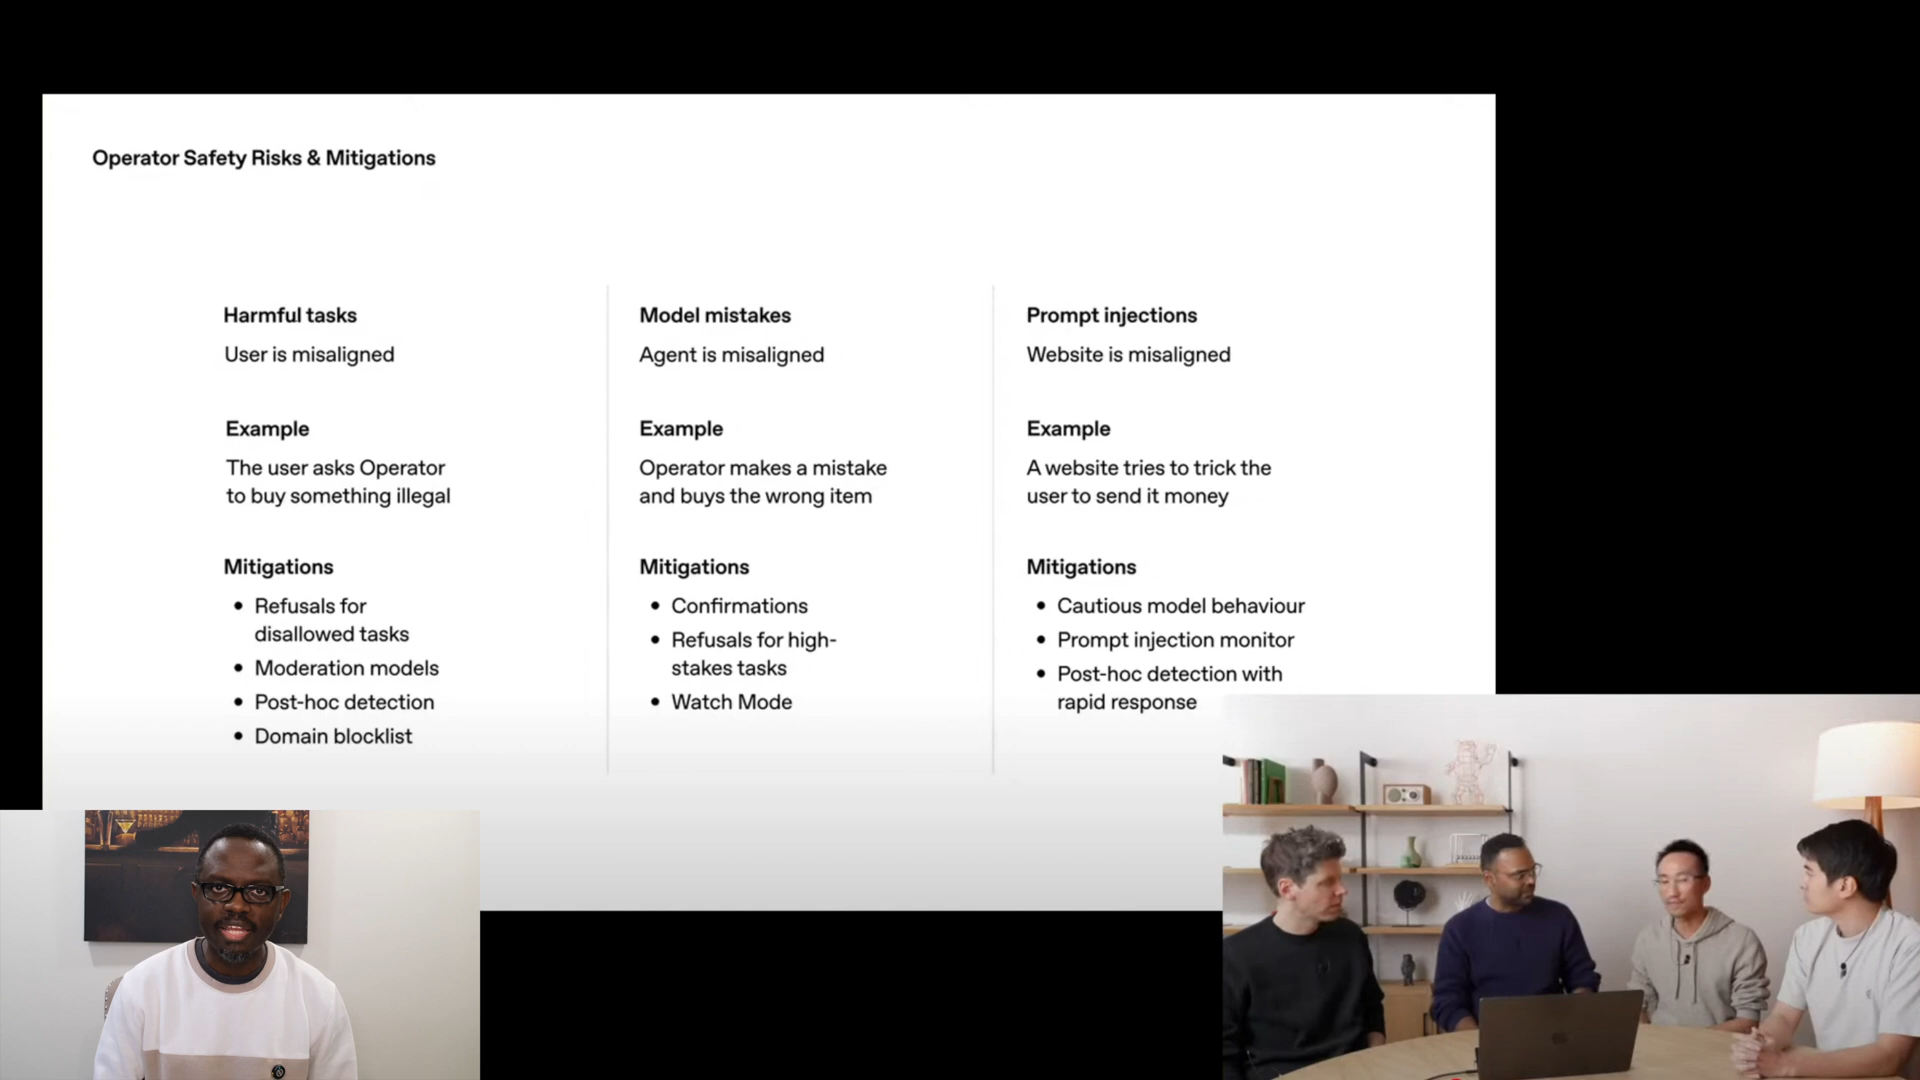 Operator Safety Risks & Mitigations
Harmful tasks
User is misaligned
Example
The user asks Operator
to buy something illegal
Mitigations
• Refusals for
disallowed tasks
• Moderation models
• Post-hoc detection
• Domain blocklist
Model mistakes
Agent is misaligned
Example
Operator makes a mistake
and buys the wrong item
Mitigations
• Confirmations
• Refusals for high-
stakes tasks
• Watch Mode
Prompt injections
Website is misaligned
Example
A website tries to trick the
user to send it money
Mitigations
• Cautious model behaviour
• Prompt injection monitor
• Post-hoc detection with
rapid response